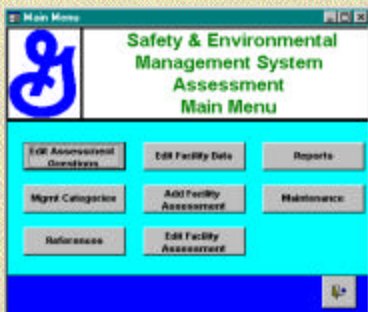 Main Menu
Safety & Environmental
Management System
Assessment
Main Menu
Edit Assessment
Questions
Edit Facility Data
Reports
Mgmt Categories
Add Facility
Assessment
Maintenance
References
Edit Facility
Assessment